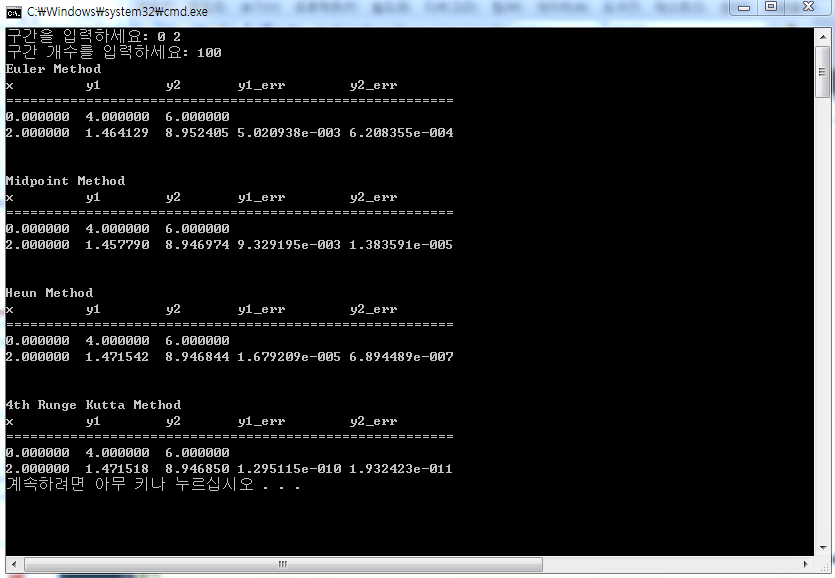 C:\Windows\system32\cmd.exe
구간을 입력하세요: 0 2
구간 개수를 입력하세요: 100
Euler Method
x y1 y2 y1_err y2_err
========================================================
0.000000 4.000000 6.000000
2.000000 1.464129 8.952405 5.020938e-003 6.208355e-004
Midpoint Method
x y1 y2 y1_err y2_err
========================================================
0.000000 4.000000 6.000000
2.000000 1.457790 8.946974 9.329195e-003 1.383591e-005
Heun Method
x y1 y2 y1_err y2_err
========================================================
0.000000 4.000000 6.000000
2.000000 1.471542 8.946844 1.679209e-005 6.894489e-007
4th Runge Kutta Method
x y1 y2 y1_err y2_err
========================================================
0.000000 4.000000 6.000000
2.000000 1.471518 8.946850 1.295115e-010 1.932423e-011
계속하려면 아무 키나 누르십시오 . . .